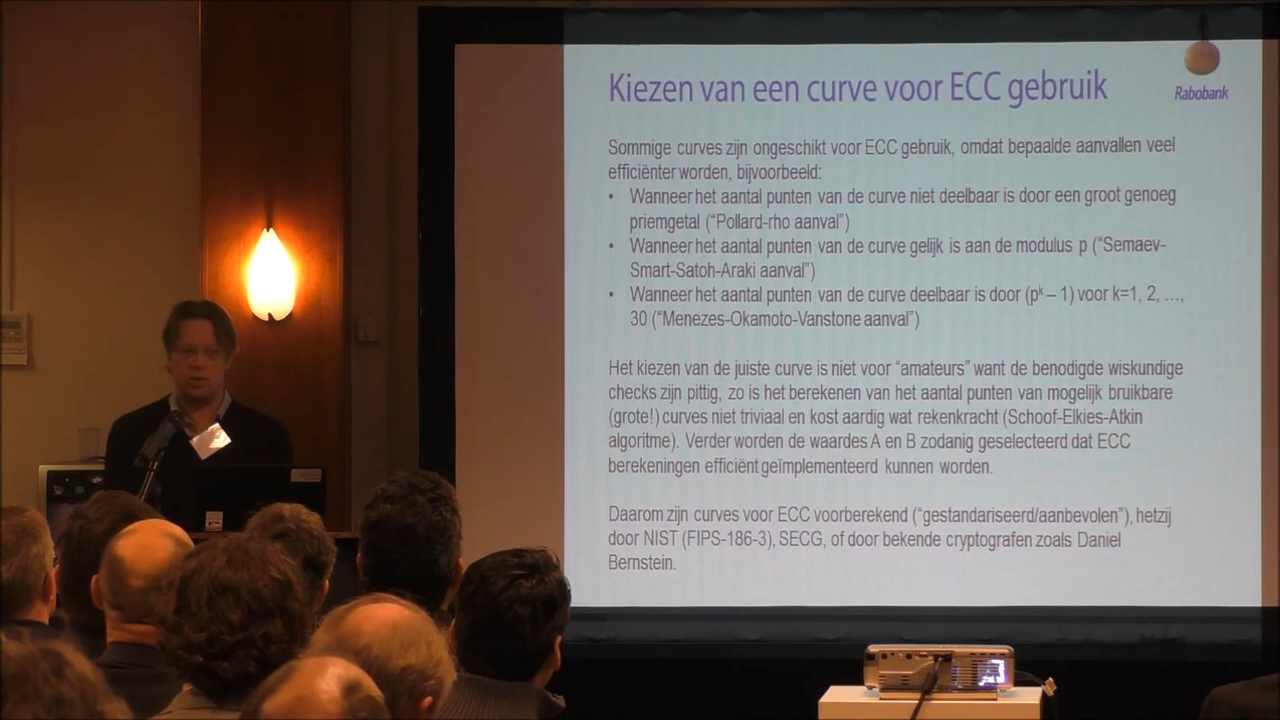 Kiezen van een curve voor ECC gebruik
Rabobank
Sommige curves zijn ongeschikt voor ECC gebruik, omdat bepaalde aanvallen veel
efficiënter worden, bijvoorbeeld:
• Wanneer het aantal punten van de curve niet deelbaar is door een groot genoeg
priemgetal (“Pollard-rho aanval”)
• Wanneer het aantal punten van de curve gelijk is aan de modulus p (“Semaev-
Smart-Satoh-Araki aanval”)
• Wanneer het aantal punten van de curve deelbaar is door (pᵏ – 1) voor k=1, 2, …,
30 (“Menezes-Okamoto-Vanstone aanval”)
Het kiezen van de juiste curve is niet voor “amateurs” want de benodigde wiskundige
checks zijn pittig, zo is het berekenen van het aantal punten van mogelijk bruikbare
(grote!) curves niet triviaal en kost aardig wat rekenkracht (Schoof-Elkies-Atkin
algoritme). Verder worden de waardes A en B zodanig geselecteerd dat ECC
berekeningen efficiënt geïmplementeerd kunnen worden.
Daarom zijn curves voor ECC voorberekend (“gestandariseerd/aanbevolen”), hetzij
door NIST (FIPS-186-3), SECG, of door bekende cryptografen zoals Daniel
Bernstein.